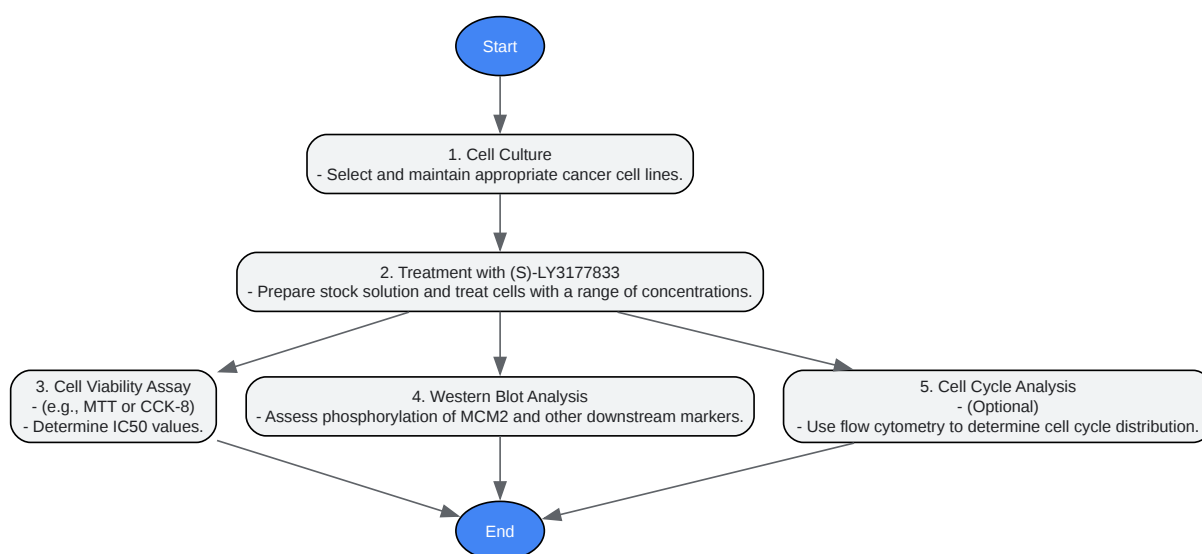 Start
1. Cell Culture
- Select and maintain appropriate cancer cell lines.
2. Treatment with (S)-LY3177833
- Prepare stock solution and treat cells with a range of concentrations.
3. Cell Viability Assay
- (e.g., MTT or CCK-8)
- Determine IC50 values.
4. Western Blot Analysis
- Assess phosphorylation of MCM2 and other downstream markers.
5. Cell Cycle Analysis
- (Optional)
- Use flow cytometry to determine cell cycle distribution.
End